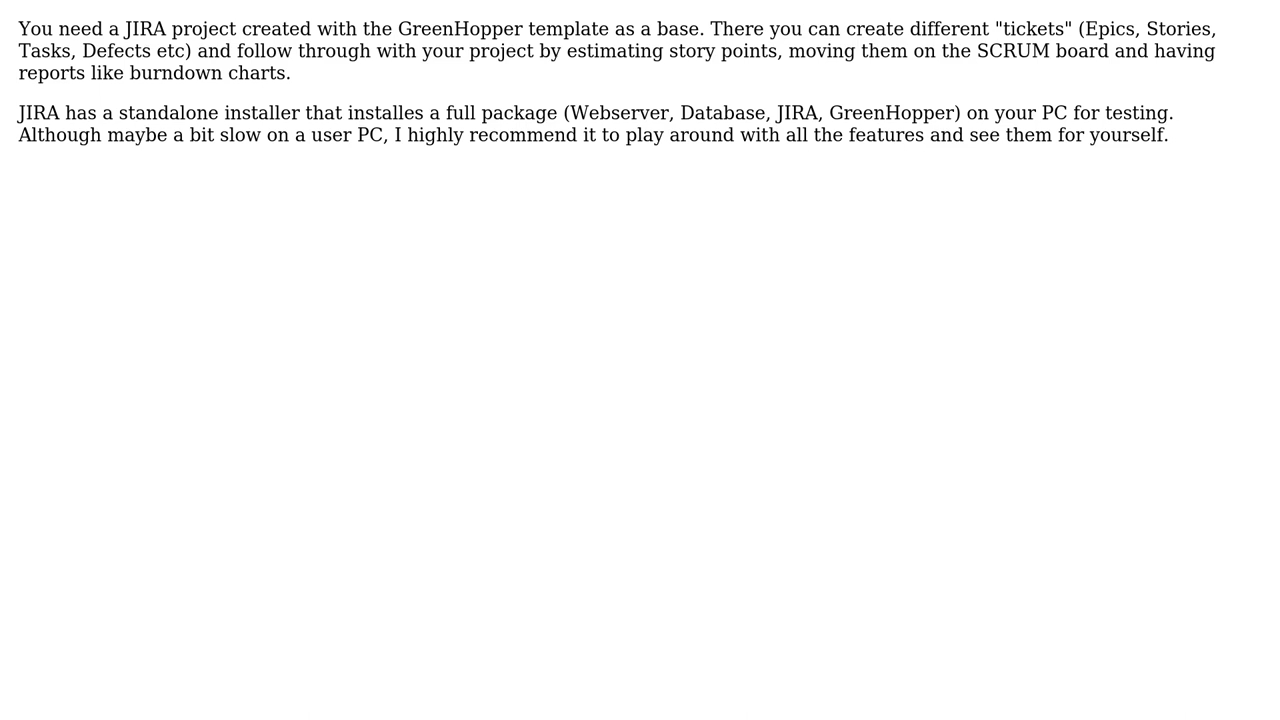 You need a JIRA project created with the GreenHopper template as a base. There you can create different "tickets" (Epics, Stories,
Tasks, Defects etc) and follow through with your project by estimating story points, moving them on the SCRUM board and having
reports like burndown charts.
JIRA has a standalone installer that installes a full package (Webserver, Database, JIRA, GreenHopper) on your PC for testing.
Although maybe a bit slow on a user PC, I highly recommend it to play around with all the features and see them for yourself.